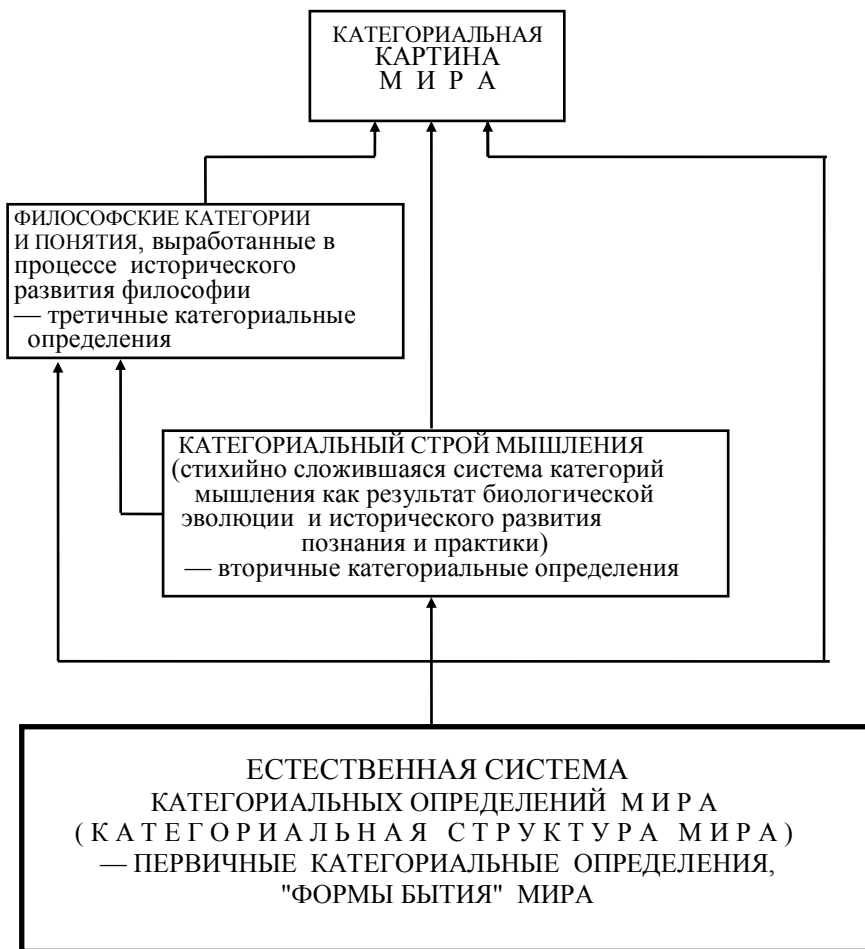 КАТЕГОРИАЛЬНАЯ
КАРТИНА
М И Р А
ФИЛОСОФСКИЕ КАТЕГОРИИ
И ПОНЯТИЯ, выработанные в
процессе исторического
развития философии
— третичные категориальные
определения
КАТЕГОРИАЛЬНЫЙ СТРОЙ МЫШЛЕНИЯ
(стихийно сложившаяся система категорий
мышления как результат биологической
эволюции и исторического развития
познания и практики)
— вторичные категориальные определения
ЕСТЕСТВЕННАЯ СИСТЕМА
КАТЕГОРИАЛЬНЫХ ОПРЕДЕЛЕНИЙ М И Р А
( К А Т Е Г О Р И А Л Ь Н А Я С Т Р У К Т У Р А М И Р А )
— ПЕРВИЧНЫЕ КАТЕГОРИАЛЬНЫЕ ОПРЕДЕЛЕНИЯ,
"ФОРМЫ БЫТИЯ" МИРА